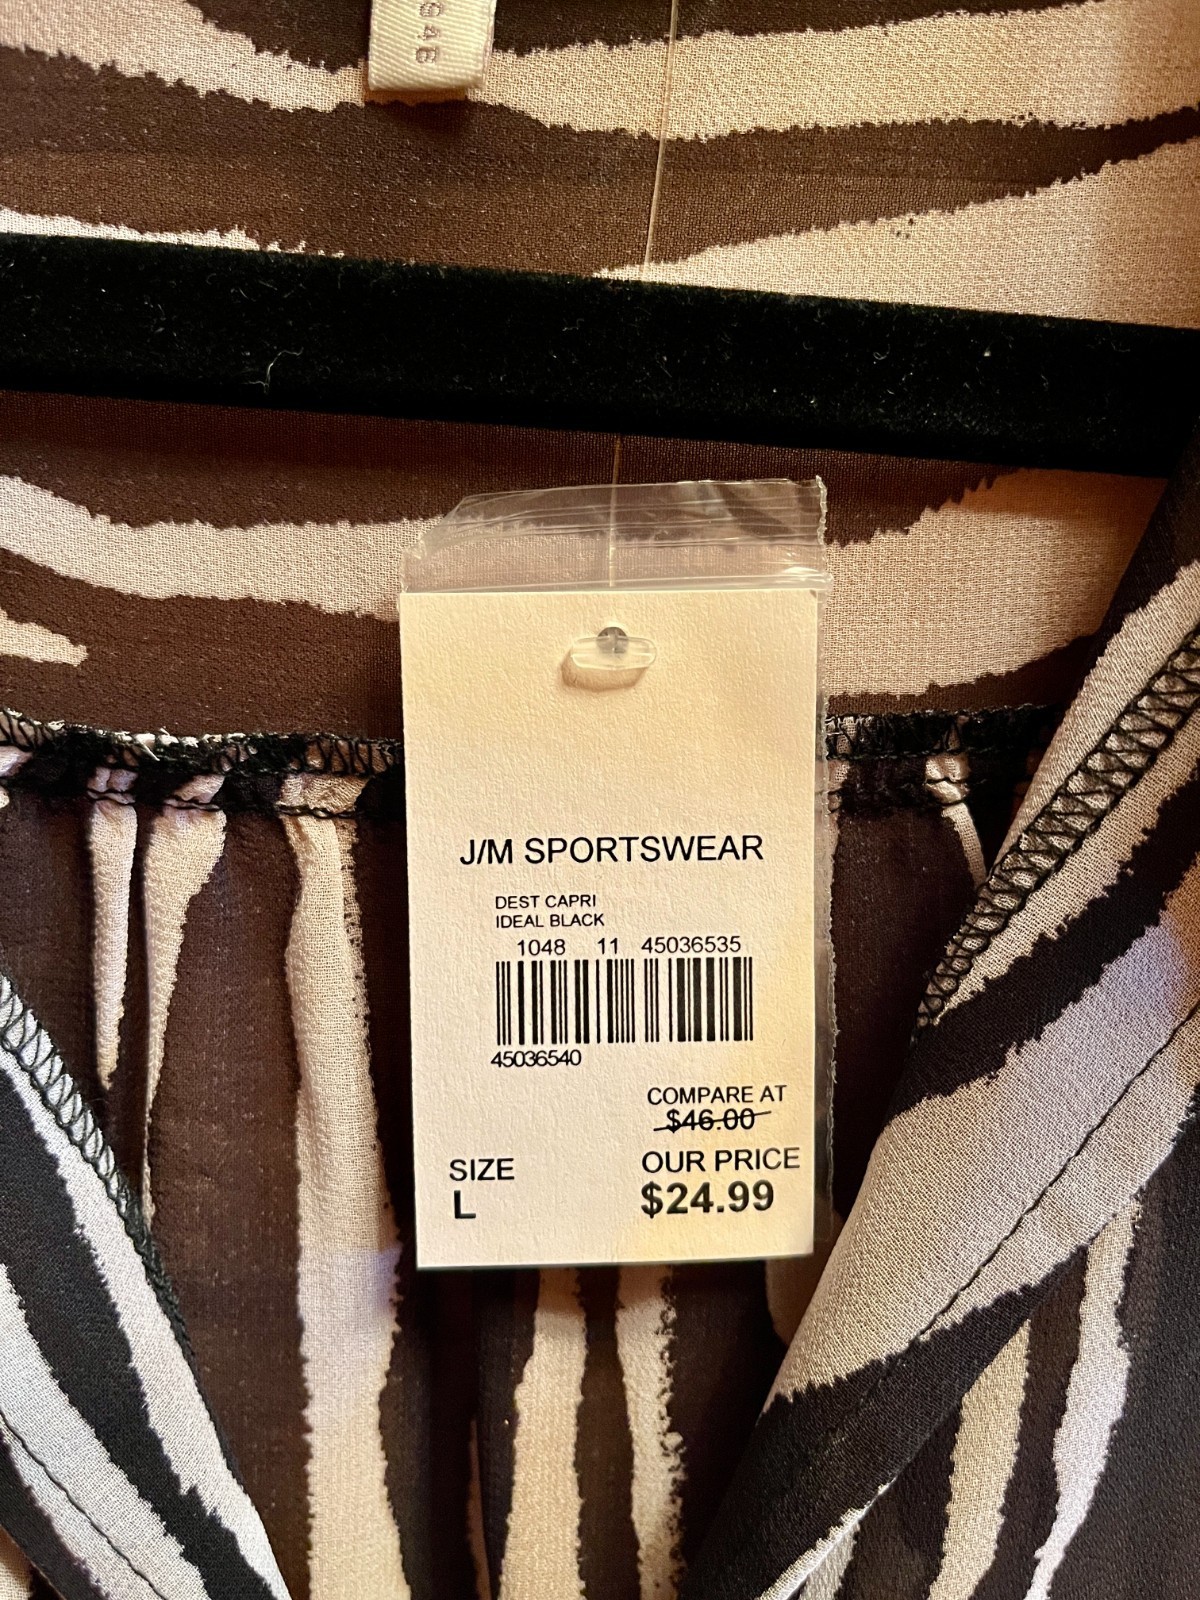 J/M SPORTSWEAR
DEST CAPRI
IDEAL BLACK
1048 11 45036535
45036540
COMPARE AT
$46.00
SIZE
OUR PRICE
L
$24.99